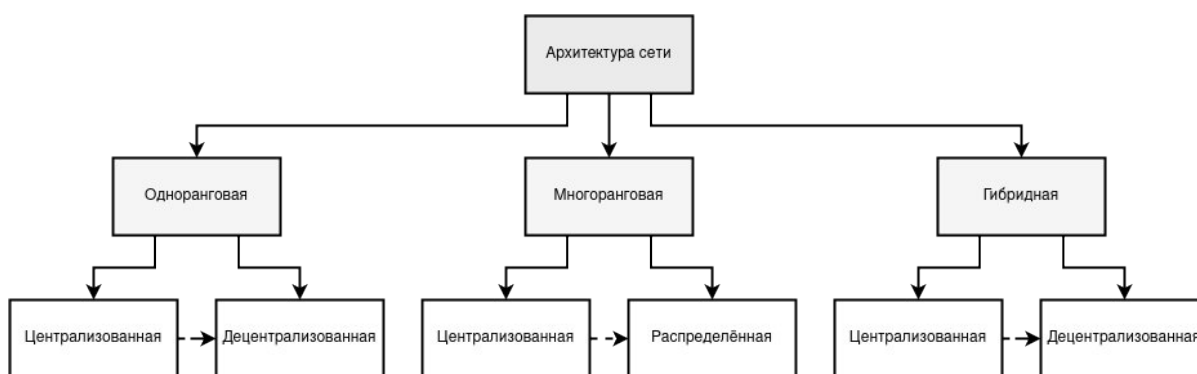 Архитектура сети
Одноранговая
Многоранговая
Гибридная
Централизованная
Децентрализованная
Централизованная
Распределённая
Централизованная
Децентрализованная